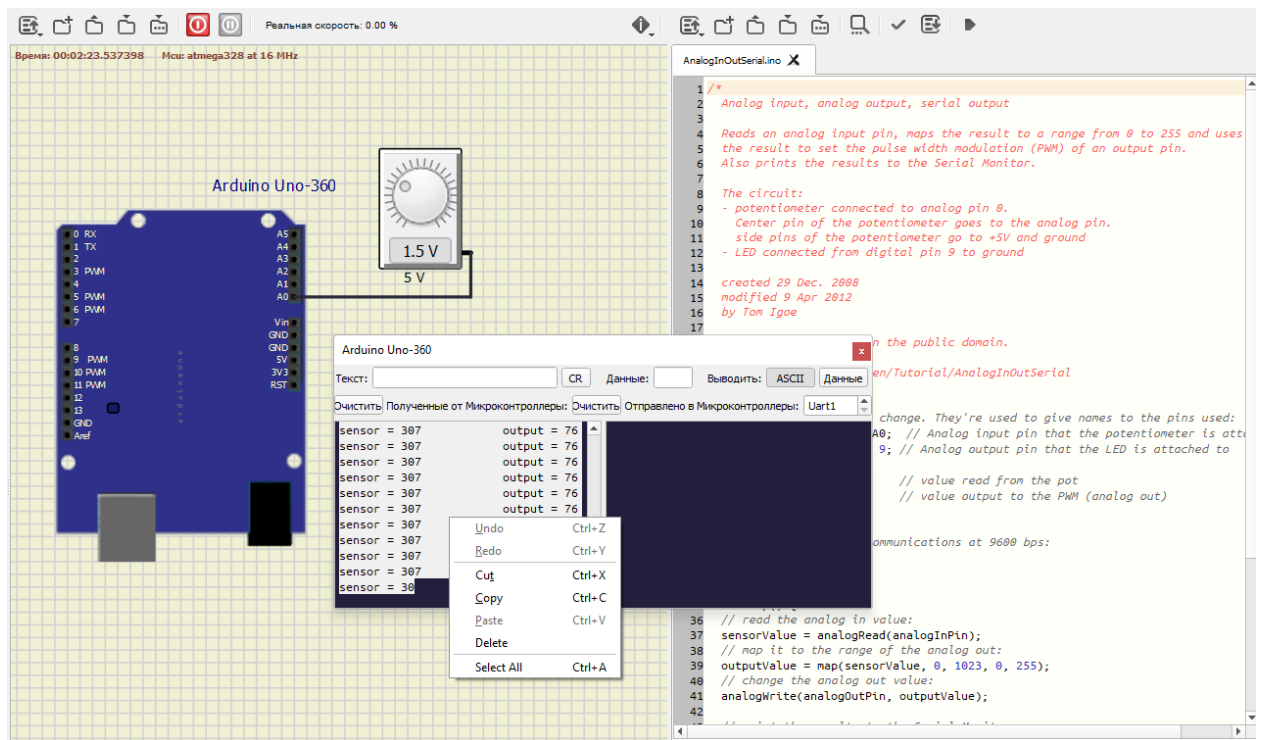 Реальная скорость: 0.00 %
Время: 00:02:23.537398 Mcu: atmega328 at 16 MHz
Arduino Uno-360
0 RX
1 TX
2
3 PWM
4
5 PWM
6 PWM
7
8
9 PWM
10 PWM
11 PWM
12
13
GND
Aref
A5
A4
A3
A2
A1
A0
Vin
GND
GND
5V
3V3
RST
ArduinoUno
1.5 V
5 V
Arduino Uno-360
x
Текст: CR Данные: Выводить: ASCII Данные
Очистить Полученные от Микроконтроллеры: Очистить Отправлено в Микроконтроллеры: Uart1
sensor = 307 output = 76
sensor = 307 output = 76
sensor = 307 output = 76
sensor = 307 output = 76
sensor = 307 output = 76
sensor = 307 output = 76
sensor = 307
sensor = 307
sensor = 307
sensor = 307
sensor = 30
Undo Ctrl+Z
Redo Ctrl+Y
Cut Ctrl+X
Copy Ctrl+C
Paste Ctrl+V
Delete
Select All Ctrl+A
AnalogInOutSerial.ino
1 /*
2 Analog input, analog output, serial output
3
4 Reads an analog input pin, maps the result to a range from 0 to 255 and uses
5 the result to set the pulse width modulation (PWM) of an output pin.
6 Also prints the results to the Serial Monitor.
7
8 The circuit:
9 - potentiometer connected to analog pin 0.
10 Center pin of the potentiometer goes to the analog pin.
11 side pins of the potentiometer go to +5V and ground
12 - LED connected from digital pin 9 to ground
13
14 created 29 Dec. 2008
15 modified 9 Apr 2012
16 by Tom Igoe
17
n the public domain.
en/Tutorial/AnalogInOutSerial
change. They're used to give names to the pins used:
A0; // Analog input pin that the potentiometer is att
9; // Analog output pin that the LED is attached to
// value read from the pot
// value output to the PWM (analog out)
ommunications at 9600 bps:
36 // read the analog in value:
37 sensorValue = analogRead(analogInPin);
38 // map it to the range of the analog out:
39 outputValue = map(sensorValue, 0, 1023, 0, 255);
40 // change the analog out value:
41 analogWrite(analogOutPin, outputValue);
42